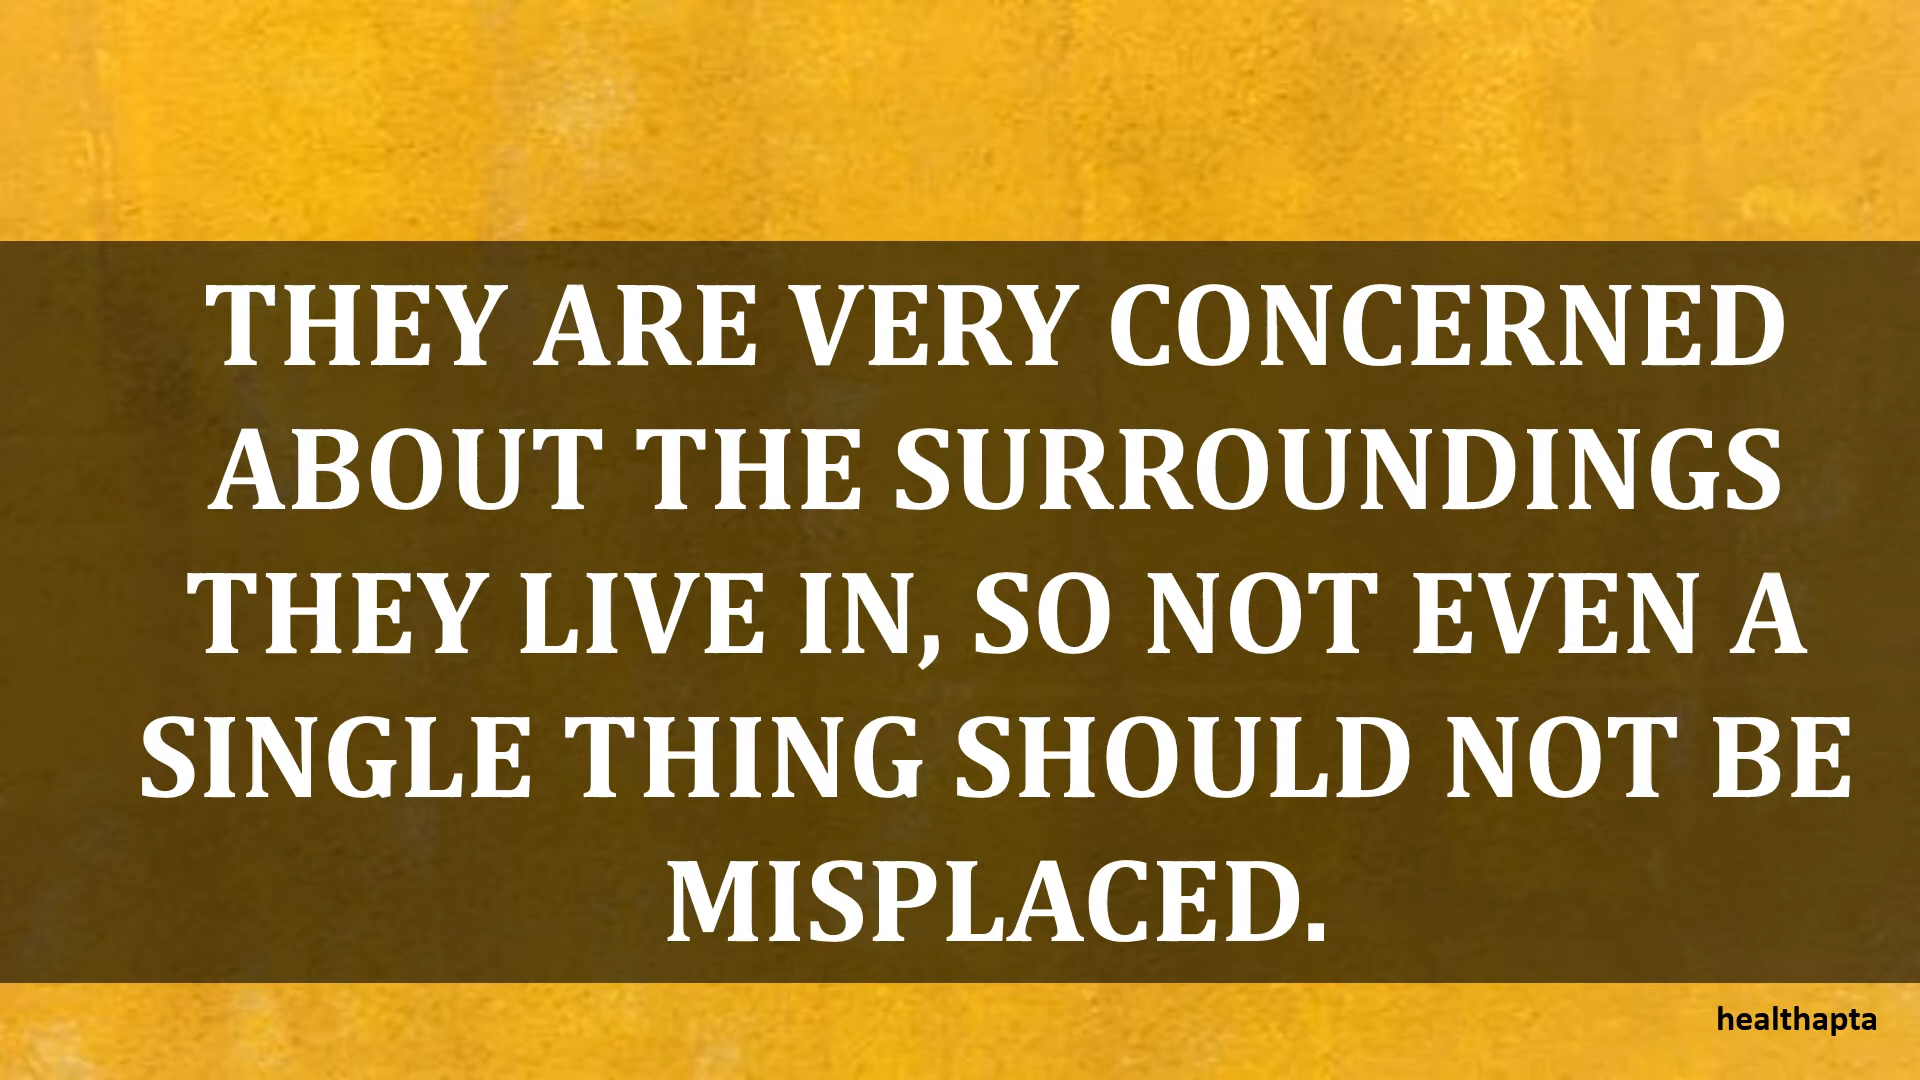 THEY ARE VERY CONCERNED
ABOUT THE SURROUNDINGS
THEY LIVE IN, SO NOT EVEN A
SINGLE THING SHOULD NOT BE
MISPLACED.
healthapta